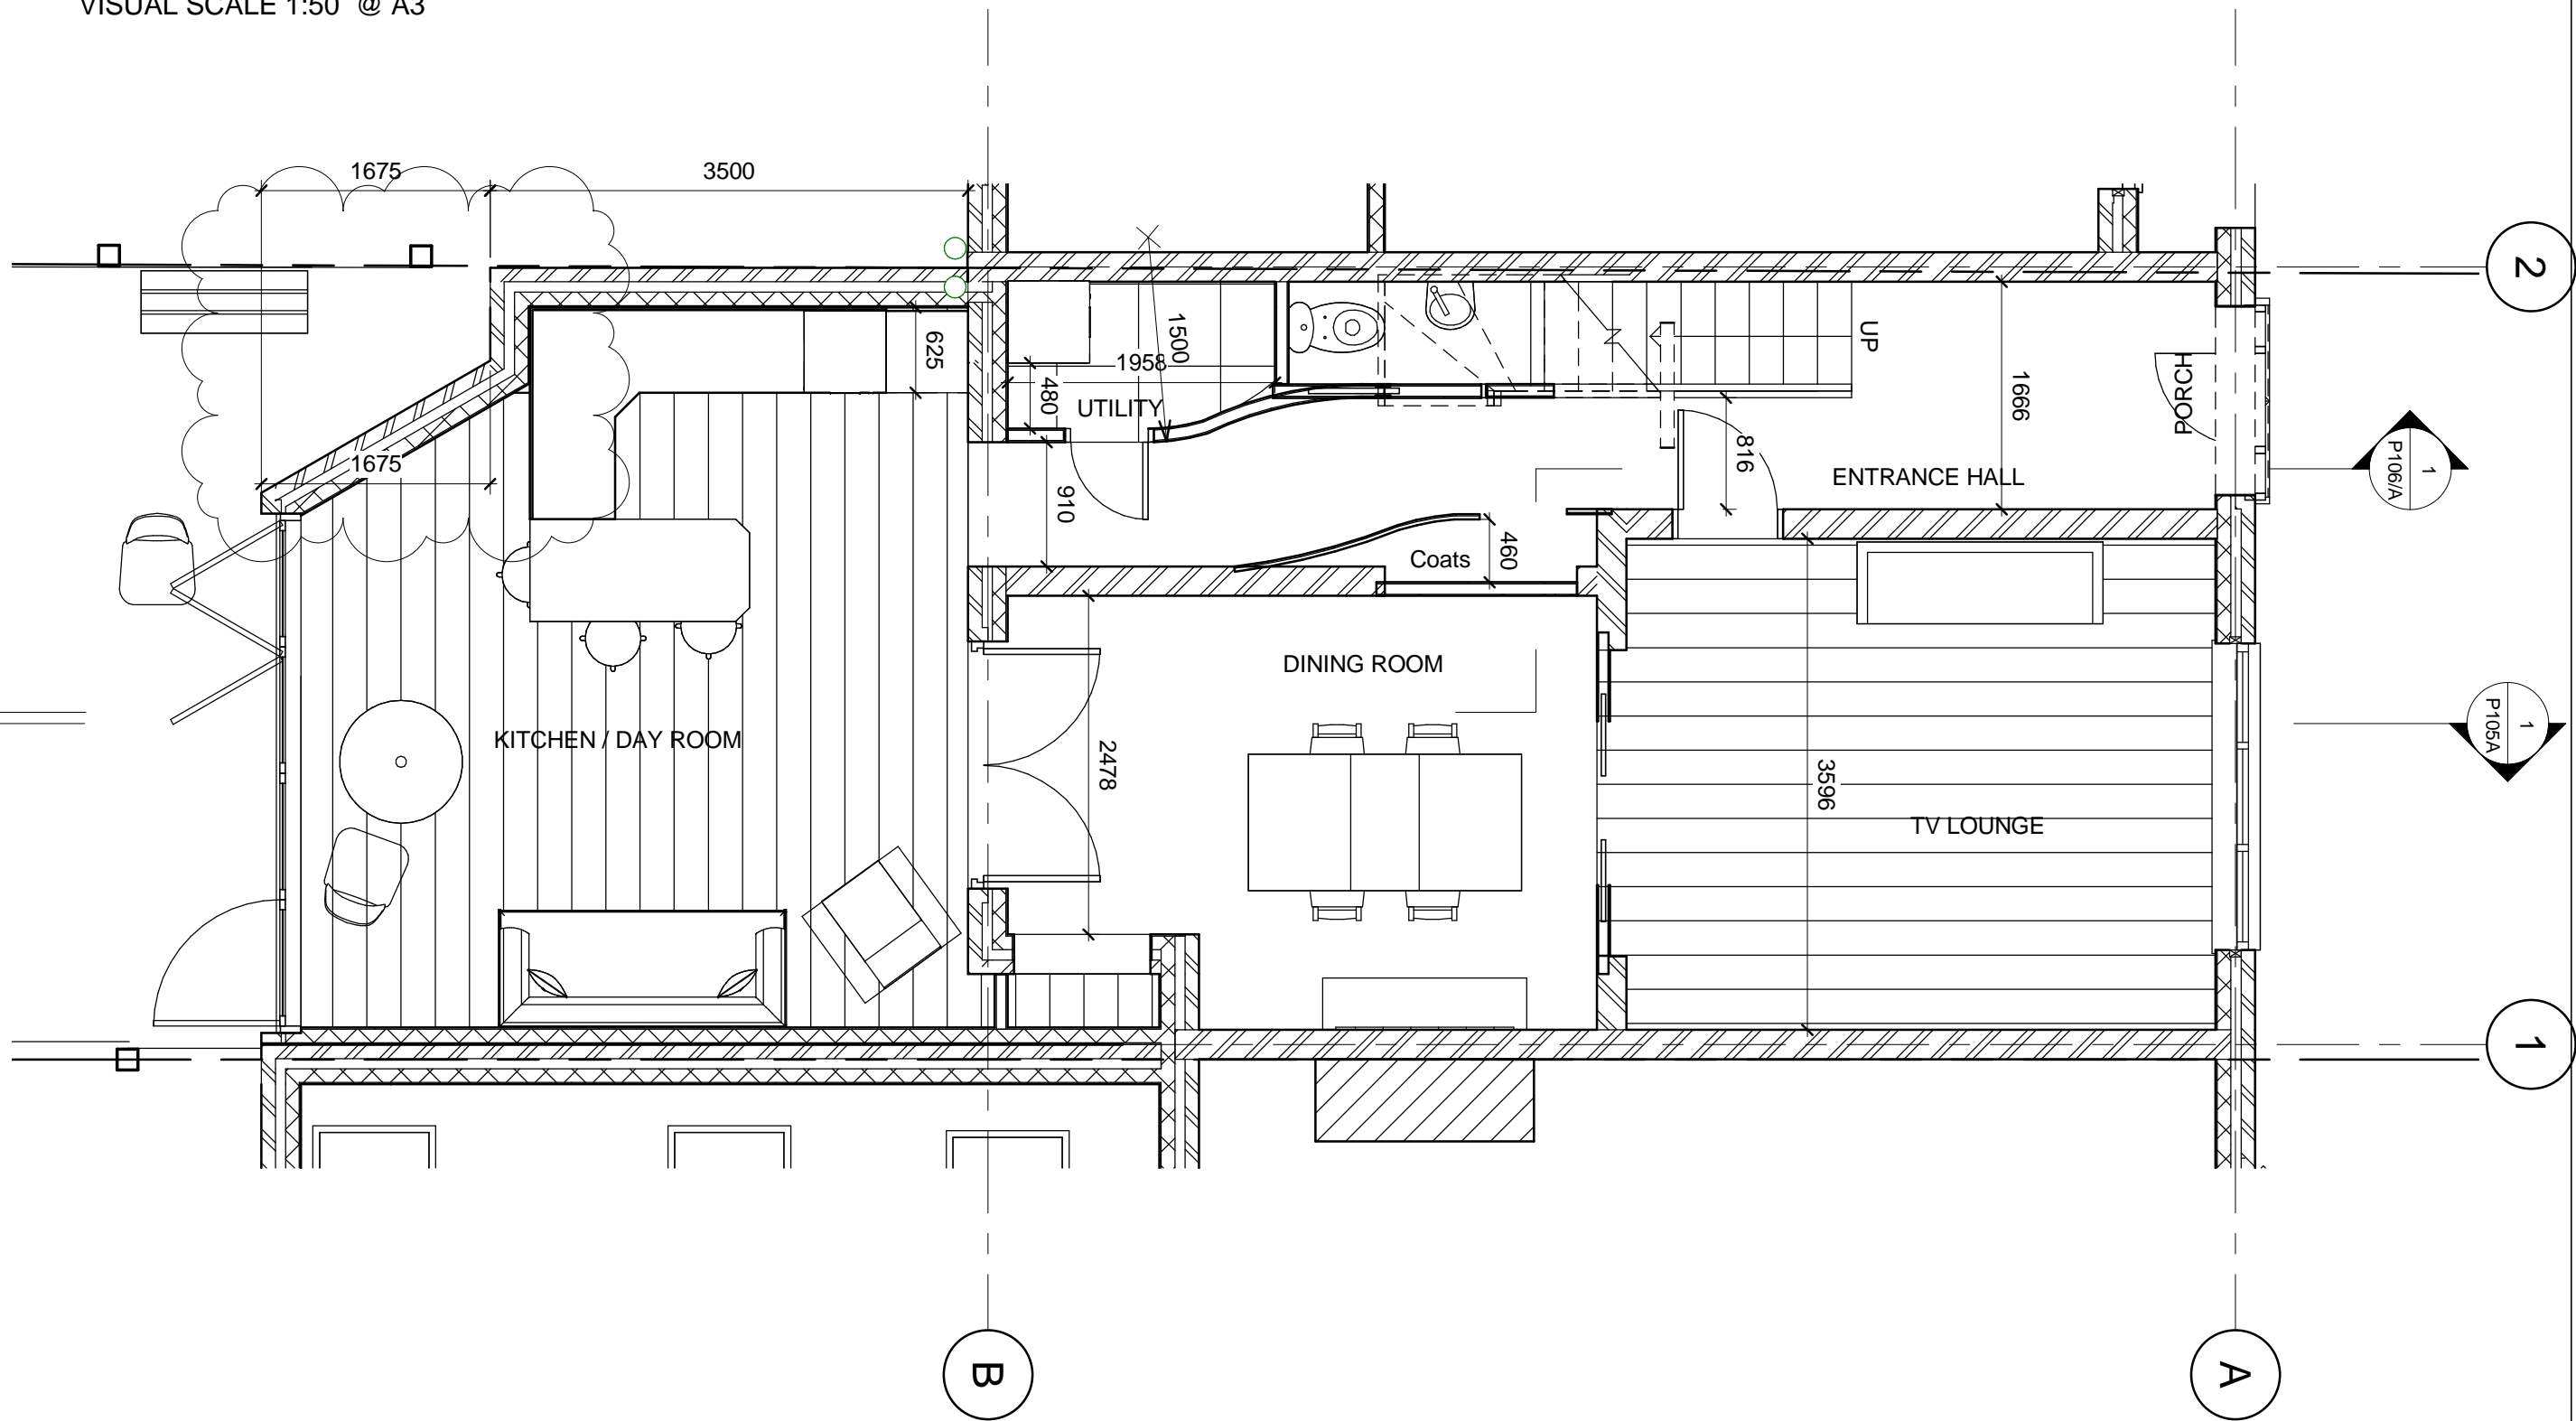 VISUAL SCALE 1:50 @ A3
1675
3500
2
625
1500
1958
480
UTILITY
UP
1666
PORCH
1
P106/A
1675
910
816
ENTRANCE HALL
460
Coats
DINING ROOM
1
P105A
KITCHEN / DAY ROOM
2478
3596
TV LOUNGE
1
B
A